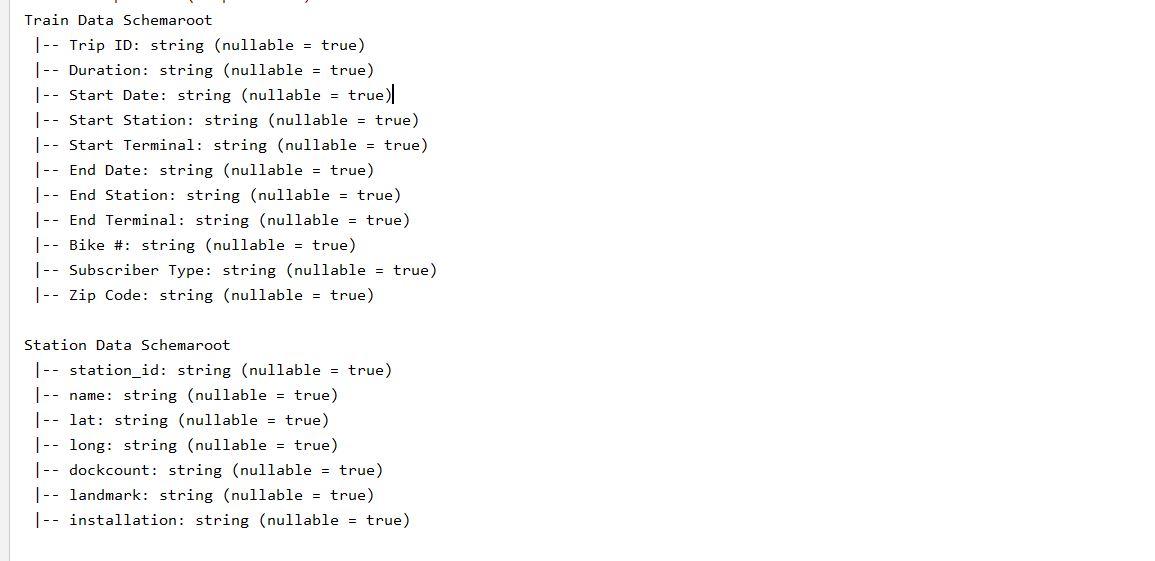 Train Data Schemaroot
|-- Trip ID: string (nullable = true)
|-- Duration: string (nullable = true)
|-- Start Date: string (nullable = true)
|-- Start Station: string (nullable = true)
|-- Start Terminal: string (nullable = true)
|-- End Date: string (nullable = true)
|-- End Station: string (nullable = true)
|-- End Terminal: string (nullable = true)
|-- Bike #: string (nullable = true)
|-- Subscriber Type: string (nullable = true)
|-- Zip Code: string (nullable = true)
Station Data Schemaroot
|-- station_id: string (nullable = true)
|-- name: string (nullable = true)
|-- lat: string (nullable = true)
|-- long: string (nullable = true)
|-- dockcount: string (nullable = true)
|-- landmark: string (nullable = true)
|-- installation: string (nullable = true)